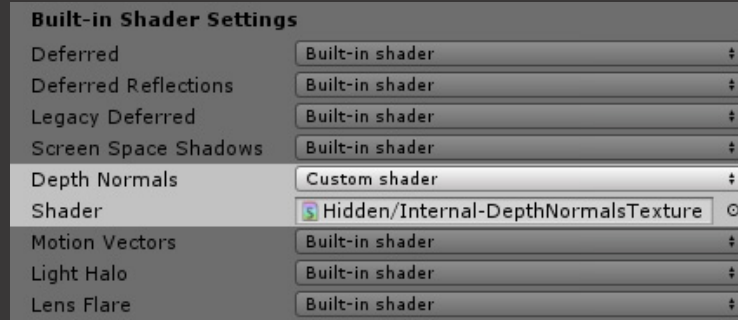 Built-in Shader Settings
Deferred Built-in shader
Deferred Reflections Built-in shader
Legacy Deferred Built-in shader
Screen Space Shadows Built-in shader
Depth Normals Custom shader
Shader Hidden/Internal-DepthNormalsTexture
Motion Vectors Built-in shader
Light Halo Built-in shader
Lens Flare Built-in shader